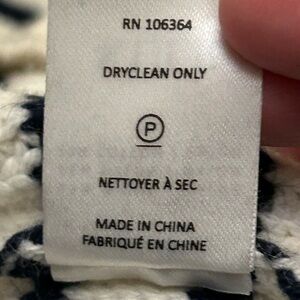 RN 106364
DRYCLEAN ONLY
P
NETTOYER À SEC
MADE IN CHINA
FABRIQUÉ EN CHINE